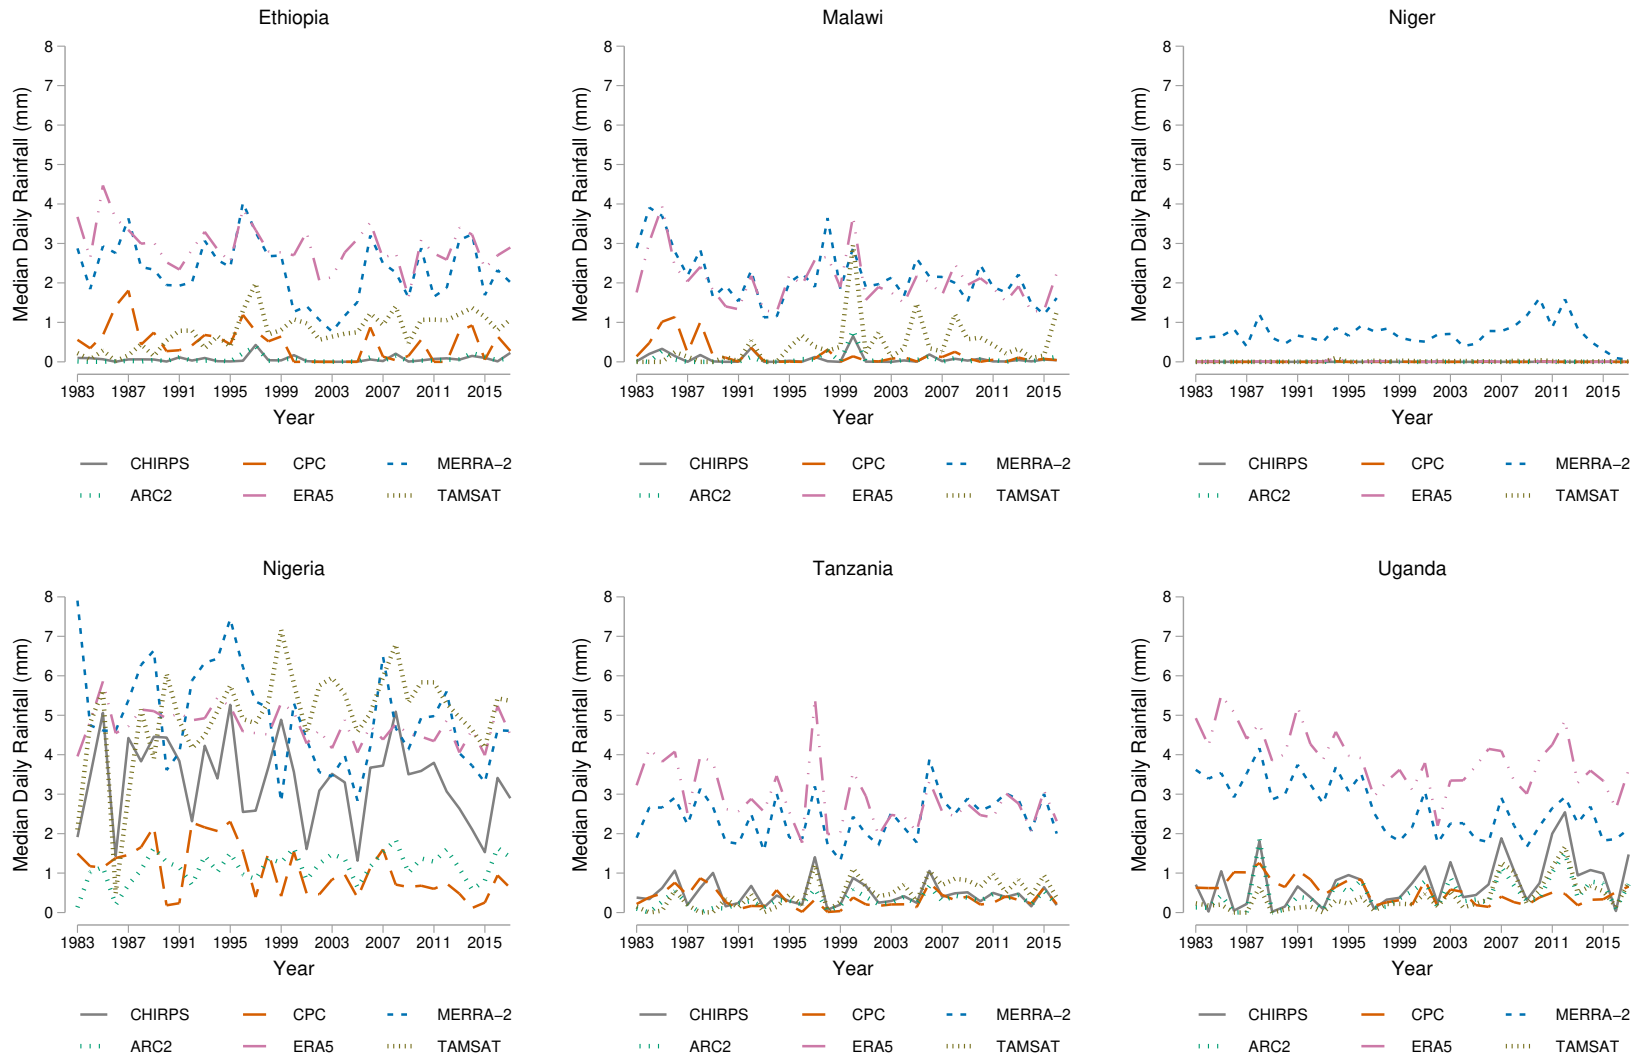 Ethiopia
Median Daily Rainfall (mm)
8
7
6
5
4
3
2
1
0
1983 1987 1991 1995 1999 2003 2007 2011 2015
Year
CHIRPS CPC MERRA−2
ARC2 ERA5 TAMSAT
Malawi
Median Daily Rainfall (mm)
8
7
6
5
4
3
2
1
0
1983 1987 1991 1995 1999 2003 2007 2011 2015
Year
CHIRPS CPC MERRA−2
ARC2 ERA5 TAMSAT
Niger
Median Daily Rainfall (mm)
8
7
6
5
4
3
2
1
0
1983 1987 1991 1995 1999 2003 2007 2011 2015
Year
CHIRPS CPC MERRA−2
ARC2 ERA5 TAMSAT
Nigeria
Median Daily Rainfall (mm)
8
7
6
5
4
3
2
1
0
1983 1987 1991 1995 1999 2003 2007 2011 2015
Year
CHIRPS CPC MERRA−2
ARC2 ERA5 TAMSAT
Tanzania
Median Daily Rainfall (mm)
8
7
6
5
4
3
2
1
0
1983 1987 1991 1995 1999 2003 2007 2011 2015
Year
CHIRPS CPC MERRA−2
ARC2 ERA5 TAMSAT
Uganda
Median Daily Rainfall (mm)
8
7
6
5
4
3
2
1
0
1983 1987 1991 1995 1999 2003 2007 2011 2015
Year
CHIRPS CPC MERRA−2
ARC2 ERA5 TAMSAT